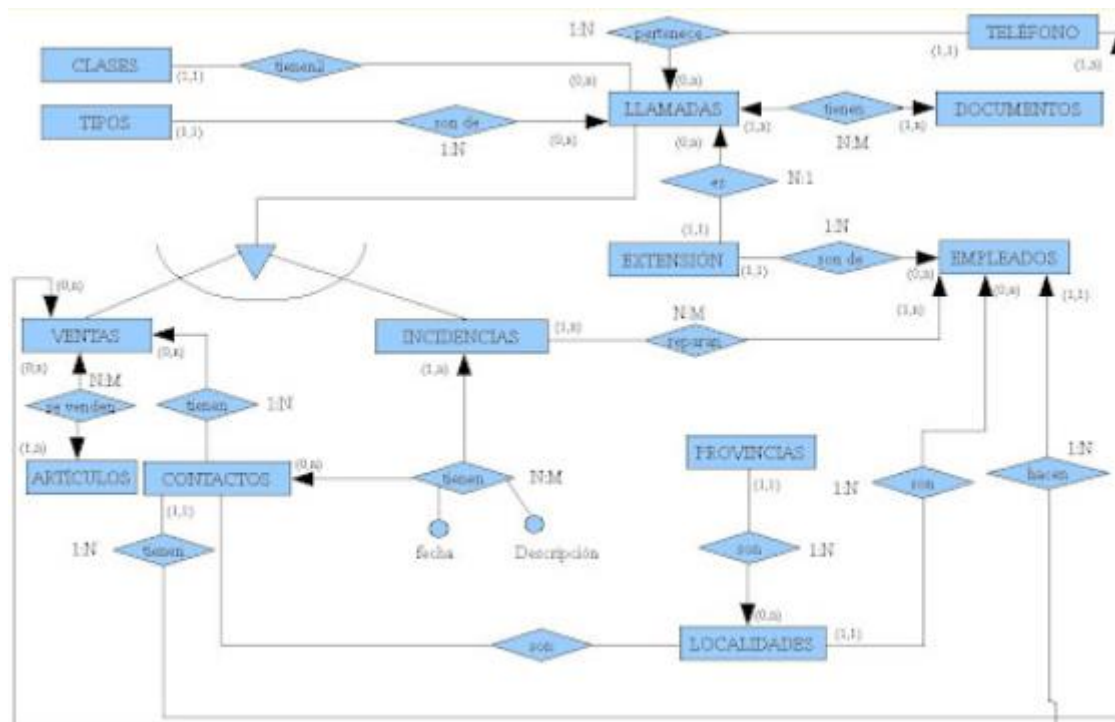 1:N
pertenece
TELÉFONO
(1,1)
(1,n)
CLASES
(1,1)
tienen2
(0,n)
(0,n)
TIPOS
(1,1)
son de
1:N
(0,n)
LLAMADAS
(1,n)
tienen
N:M
(1,n)
DOCUMENTOS
(0,n)
es
N:1
(1,1)
EXTENSIÓN
(1,1)
1:N
son de
(0,n)
EMPLEADOS
(0,n)
(1,1)
(0,n)
VENTAS
(0,n)
(0,n)
INCIDENCIAS
(1,n)
(1,n)
N:M
reparan
(1,n)
N:M
se venden
(1,n)
tienen
1:N
ARTÍCULOS
CONTACTOS
(0,n)
tienen
N:M
fecha
Descripción
PROVINCIAS
(1,1)
son
1:N
(0,n)
LOCALIDADES
(1,1)
1:N
son
1:N
hacen
(1,1)
1:N
tienen
son